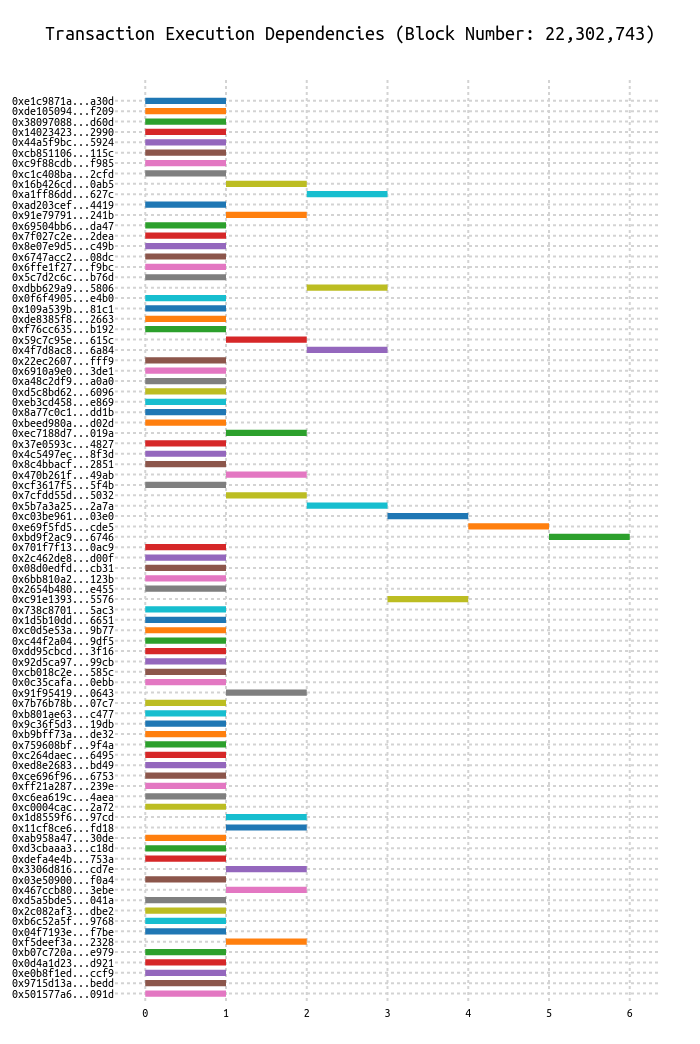 Transaction Execution Dependencies (Block Number: 22,302,743)
0xe1c9871a...a30d
0xde105094...f209
0x38097088...d60d
0x14023423...2990
0x44a5f9bc...5924
0xcb851106...115c
0xc9f88cdb...f985
0xc1c408ba...2cfd
0x16b426cd...0ab5
0xa1ff86dd...627c
0xad203cef...4419
0x91e79791...241b
0x69504bb6...da47
0x7f027c2e...2dea
0x8e07e9d5...c49b
0x6747acc2...08dc
0x6ffe1f27...f9bc
0x5c7d2c6c...b76d
0xdbb629a9...5806
0x0f6f4905...e4b0
0x109a539b...81c1
0xde8385f8...2663
0xf76cc635...b192
0x59c7c95e...615c
0x4f7d8ac8...6a84
0x22ec2607...fff9
0x6910a9e0...3de1
0xa48c2df9...a0a0
0xd5c8bd62...6096
0xeb3cd458...e869
0x8a77c0c1...dd1b
0xbeed980a...d02d
0xec7188d7...019a
0x37e0593c...4827
0x4c5497ec...8f3d
0x8c4bbacf...2851
0x470b261f...49ab
0xcf3617f5...5f4b
0x7cfdd55d...5032
0x5b7a3a25...2a7a
0xc03be961...03e0
0xe69f5fd5...cde5
0xbd9f2ac9...6746
0x701f7f13...0ac9
0x2c462de8...d00f
0x08d0edfd...cb31
0x6bb810a2...123b
0x2654b480...e455
0xc91e1393...5576
0x738c8701...5ac3
0x1d5b10dd...6651
0xc0d5e53a...9b77
0xc44f2a04...9df5
0xdd95cbcd...3f16
0x92d5ca97...99cb
0xcb018c2e...585c
0x0c35cafa...0ebb
0x91f95419...0643
0x7b76b78b...07c7
0xb801ae63...c477
0x9c36f5d3...19db
0xb9bff73a...de32
0x759608bf...9f4a
0xc264daec...6495
0xed8e2683...bd49
0xce696f96...6753
0xff21a287...239e
0xc6ea619c...4aea
0xc0004cac...2a72
0x1d8559f6...97cd
0x11cf8ce6...fd18
0xab958a47...30de
0xd3cbaaa3...c18d
0xdefa4e4b...753a
0x3306d816...cd7e
0x03e50900...f0a4
0x467ccb80...3ebe
0xd5a5bde5...041a
0x2c082af3...dbe2
0xb6c52a5f...9768
0x04f7193e...f7be
0xf5deef3a...2328
0xb07c720a...e979
0x0d4a1d23...d921
0xe0b8f1ed...ccf9
0x9715d13a...bedd
0x501577a6...091d
0 1 2 3 4 5 6